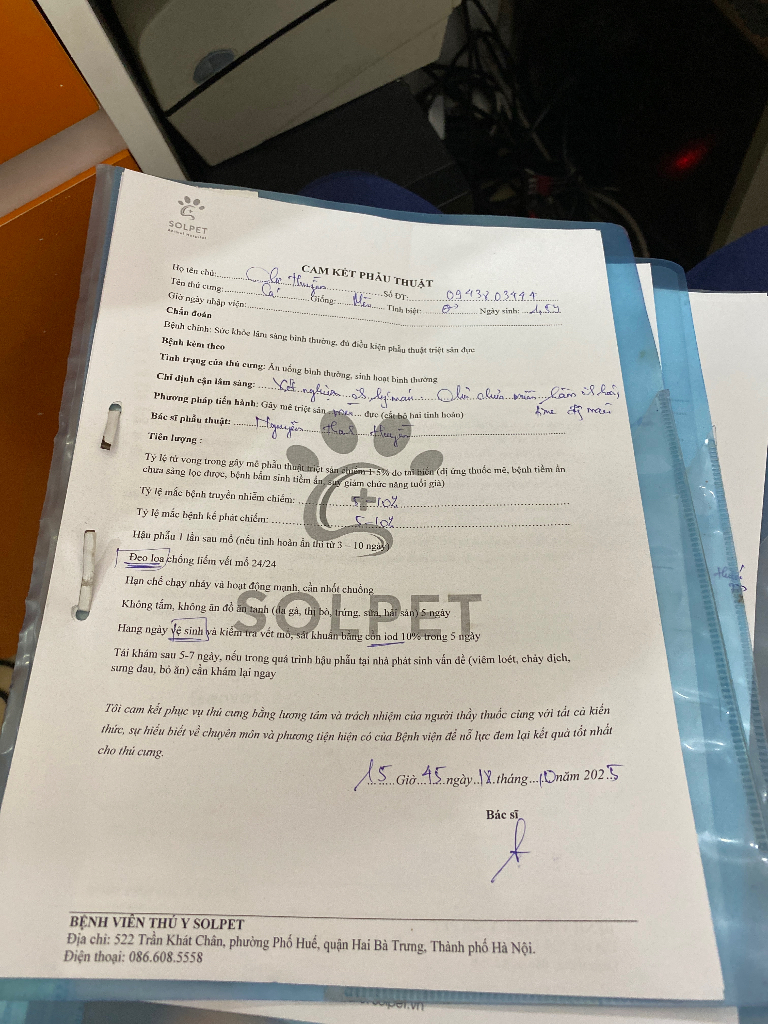 SOLPET
Animal Hospital
CAM KẾT PHẪU THUẬT
Họ tên chủ: Chị Thuận Số ĐT: 0943803444
Tên thú cưng: Cá Giống: Mèo Tính biệt: Ngày sinh: 1,5
Giờ ngày nhập viện:
Chẩn đoán
Bệnh chính: Sức khỏe lâm sàng bình thường, đủ điều kiện phẫu thuật triệt sản đực
Bệnh kèm theo
Tình trạng của thú cưng: Ăn uống bình thường, sinh hoạt bình thường
Chỉ định cận lâm sàng: Xét nghiệm lý máu
Phương pháp tiến hành: Gây mê triệt sản mèo đực (cắt bỏ hai tinh hoàn)
Bác sĩ phẫu thuật: Nguyễn
Tiên lượng :
Tỷ lệ tử vong trong gây mê phẫu thuật triệt sản chiếm 1-5% do tai biến (dị ứng thuốc mê, bệnh tiềm ẩn
chưa sàng lọc được, bệnh bẩm sinh tiềm ẩn, suy giảm chức năng tuổi già)
Tỷ lệ mắc bệnh truyền nhiễm chiếm: 5-10%
Tỷ lệ mắc bệnh kế phát chiếm: 5-10%
Hậu phẫu 1 lần sau mổ (nếu tinh hoàn ẩn thì từ 3 – 10 ngày)
Đeo loa chống liếm vết mổ 24/24
Hạn chế chạy nhảy và hoạt động mạnh, cần nhốt chuồng
Không tắm, không ăn đồ ăn tanh (da gà, thịt bò, trứng, sữa, hải sản) 5 ngày
SOLPET
Hang ngày vệ sinh và kiểm tra vết mổ, sát khuẩn bằng cồn iod 10% trong 5 ngày
Tái khám sau 5-7 ngày, nếu trong quá trình hậu phẫu tại nhà phát sinh vấn đề (viêm loét, chảy dịch,
sưng đau, bỏ ăn) cần khám lại ngay
Tôi cam kết phục vụ thú cưng bằng lương tâm và trách nhiệm của người thầy thuốc cùng với tất cả kiến
thức, sự hiểu biết về chuyên môn và phương tiện hiện có của Bệnh viện để nỗ lực đem lại kết quả tốt nhất
cho thú cưng.
15 Giờ 45 ngày 18 tháng 10 năm 2025
Bác sĩ
BỆNH VIỆN THÚ Y SOLPET
Địa chỉ: 522 Trần Khát Chân, phường Phố Huế, quận Hai Bà Trưng, Thành phố Hà Nội.
Điện thoại: 086.608.5558
solpet.vn